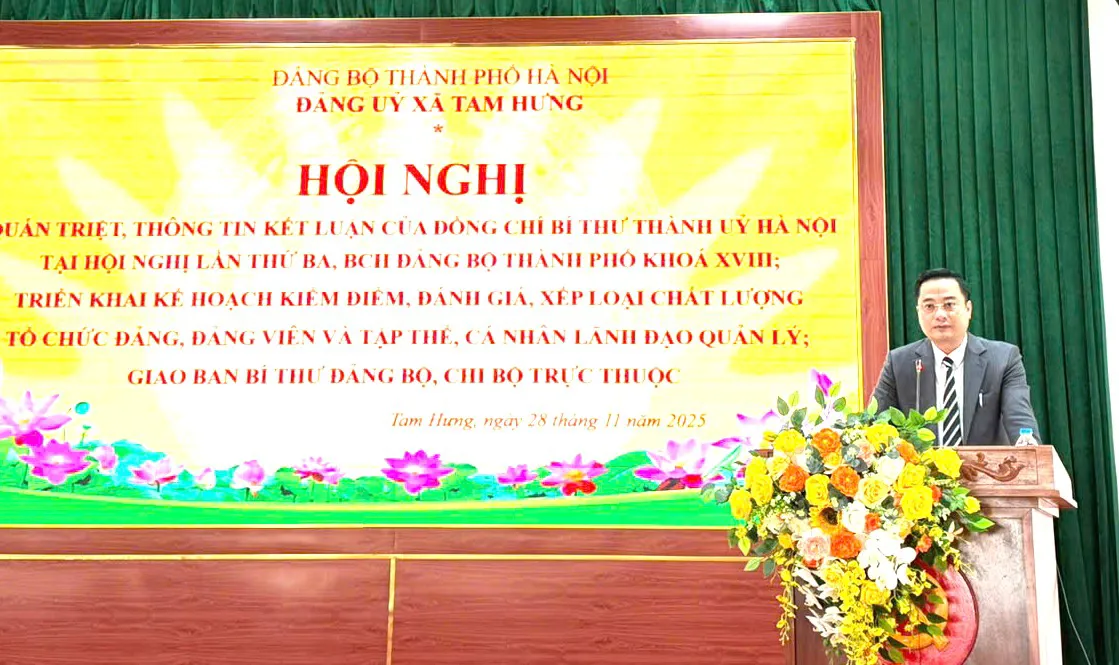 ĐẢNG BỘ THÀNH PHỐ HÀ NỘI
ĐẢNG UỶ XÃ TAM HƯNG
*
HỘI NGHỊ
QUÁN TRIỆT, THÔNG TIN KẾT LUẬN CỦA ĐỒNG CHÍ BÍ THƯ THÀNH UỶ HÀ NỘI
TẠI HỘI NGHỊ LẦN THỨ BA, BCH ĐẢNG BỘ THÀNH PHỐ KHOÁ XVIII;
TRIỂN KHAI KẾ HOẠCH KIỂM ĐIỂM, ĐÁNH GIÁ, XẾP LOẠI CHẤT LƯỢNG
TỔ CHỨC ĐẢNG, ĐẢNG VIÊN VÀ TẬP THỂ, CÁ NHÂN LÃNH ĐẠO QUẢN LÝ;
GIAO BAN BÍ THƯ ĐẢNG BỘ, CHI BỘ TRỰC THUỘC
Tam Hưng, ngày 28 tháng 11 năm 2025